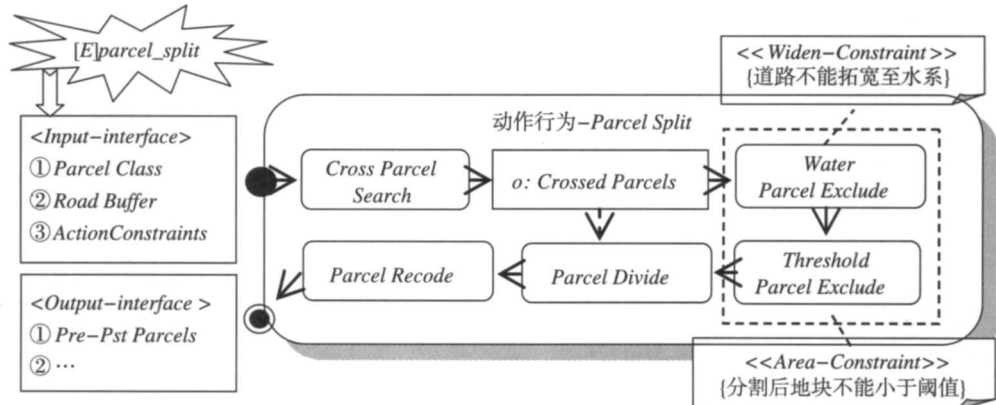 [E]parcel_split
<<Widen-Constraint>>
{道路不能拓宽至水系}
<Input-interface>
①Parcel Class
②Road Buffer
③ActionConstraints
动作行为-Parcel Split
Cross Parcel
Search
o: Crossed Parcels
Water
Parcel Exclude
Parcel Recode
Parcel Divide
Threshold
Parcel Exclude
<Output-interface >
①Pre-Pst Parcels
②…
<<Area-Constraint>>
{分割后地块不能小于阈值}